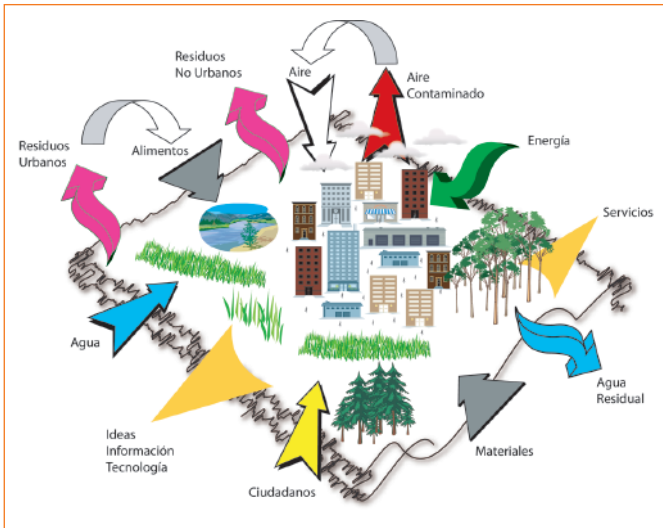 Residuos
No Urbanos
Aire
Aire
Contaminado
Residuos
Urbanos
Alimentos
Energía
Servicios
Agua
Agua
Residual
Ideas
Información
Tecnología
Materiales
Ciudadanos